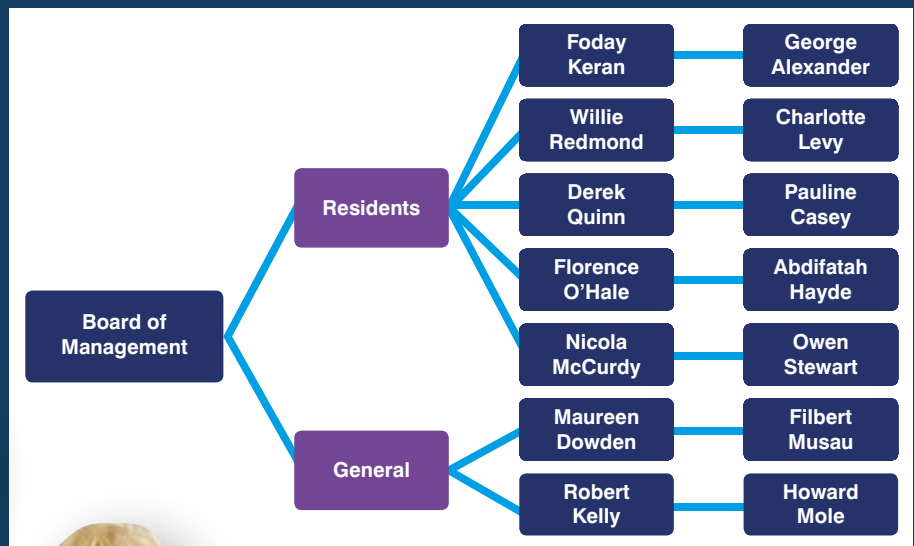 Foday
Keran
George
Alexander
Willie
Redmond
Charlotte
Levy
Residents
Derek
Quinn
Pauline
Casey
Florence
O’Hale
Abdifatah
Hayde
Board of
Management
Nicola
McCurdy
Owen
Stewart
General
Maureen
Dowden
Filbert
Musau
Robert
Kelly
Howard
Mole